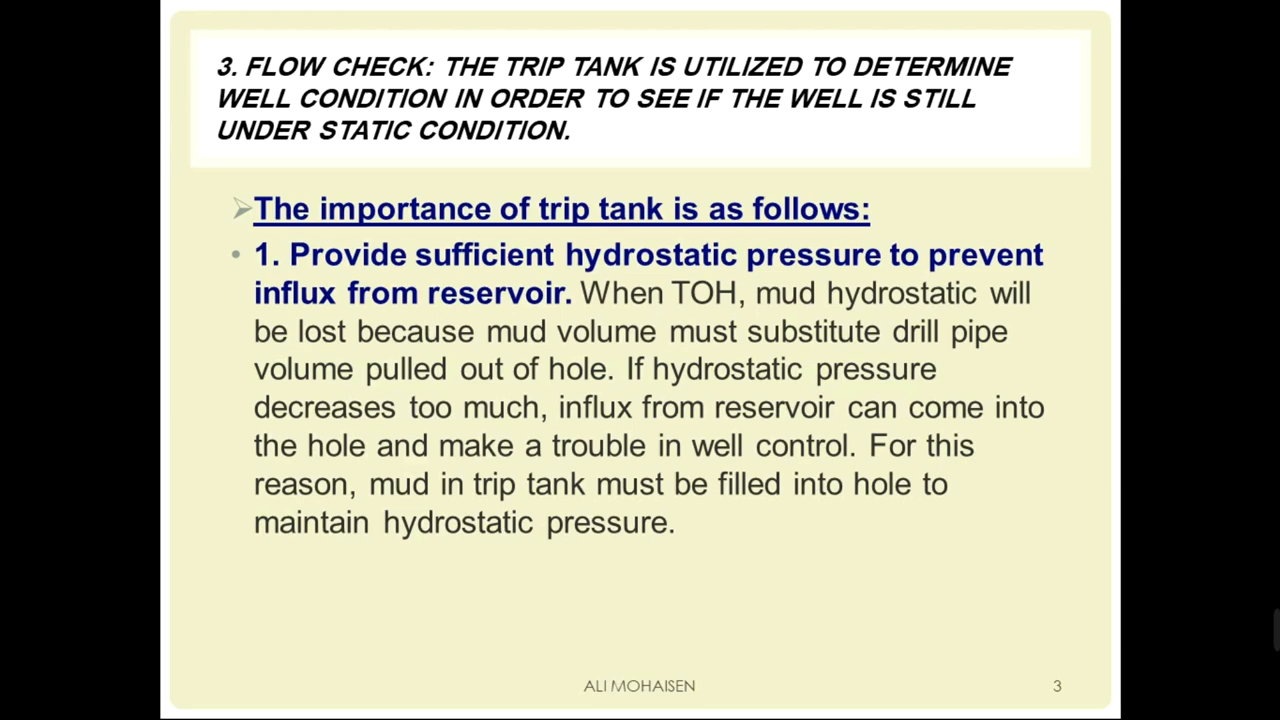 3. FLOW CHECK: THE TRIP TANK IS UTILIZED TO DETERMINE
WELL CONDITION IN ORDER TO SEE IF THE WELL IS STILL
UNDER STATIC CONDITION.
The importance of trip tank is as follows:
• 1. Provide sufficient hydrostatic pressure to prevent
influx from reservoir. When TOH, mud hydrostatic will
be lost because mud volume must substitute drill pipe
volume pulled out of hole. If hydrostatic pressure
decreases too much, influx from reservoir can come into
the hole and make a trouble in well control. For this
reason, mud in trip tank must be filled into hole to
maintain hydrostatic pressure.
ALI MOHAISEN
3